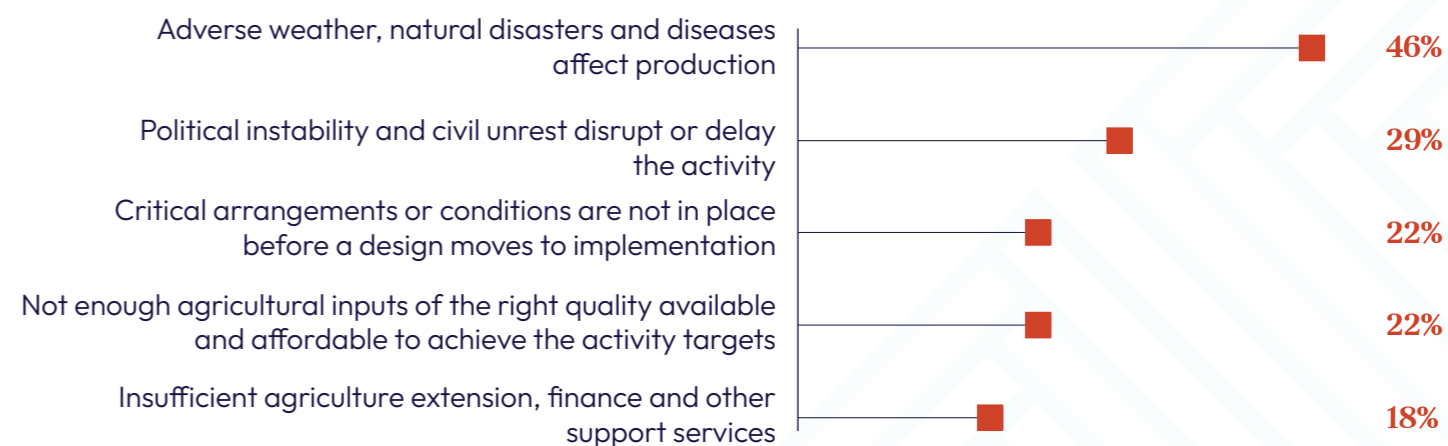 Adverse weather, natural disasters and diseases
affect production
46%
Political instability and civil unrest disrupt or delay
the activity
29%
Critical arrangements or conditions are not in place
before a design moves to implementation
22%
Not enough agricultural inputs of the right quality available
and affordable to achieve the activity targets
22%
Insufficient agriculture extension, finance and other
support services
18%